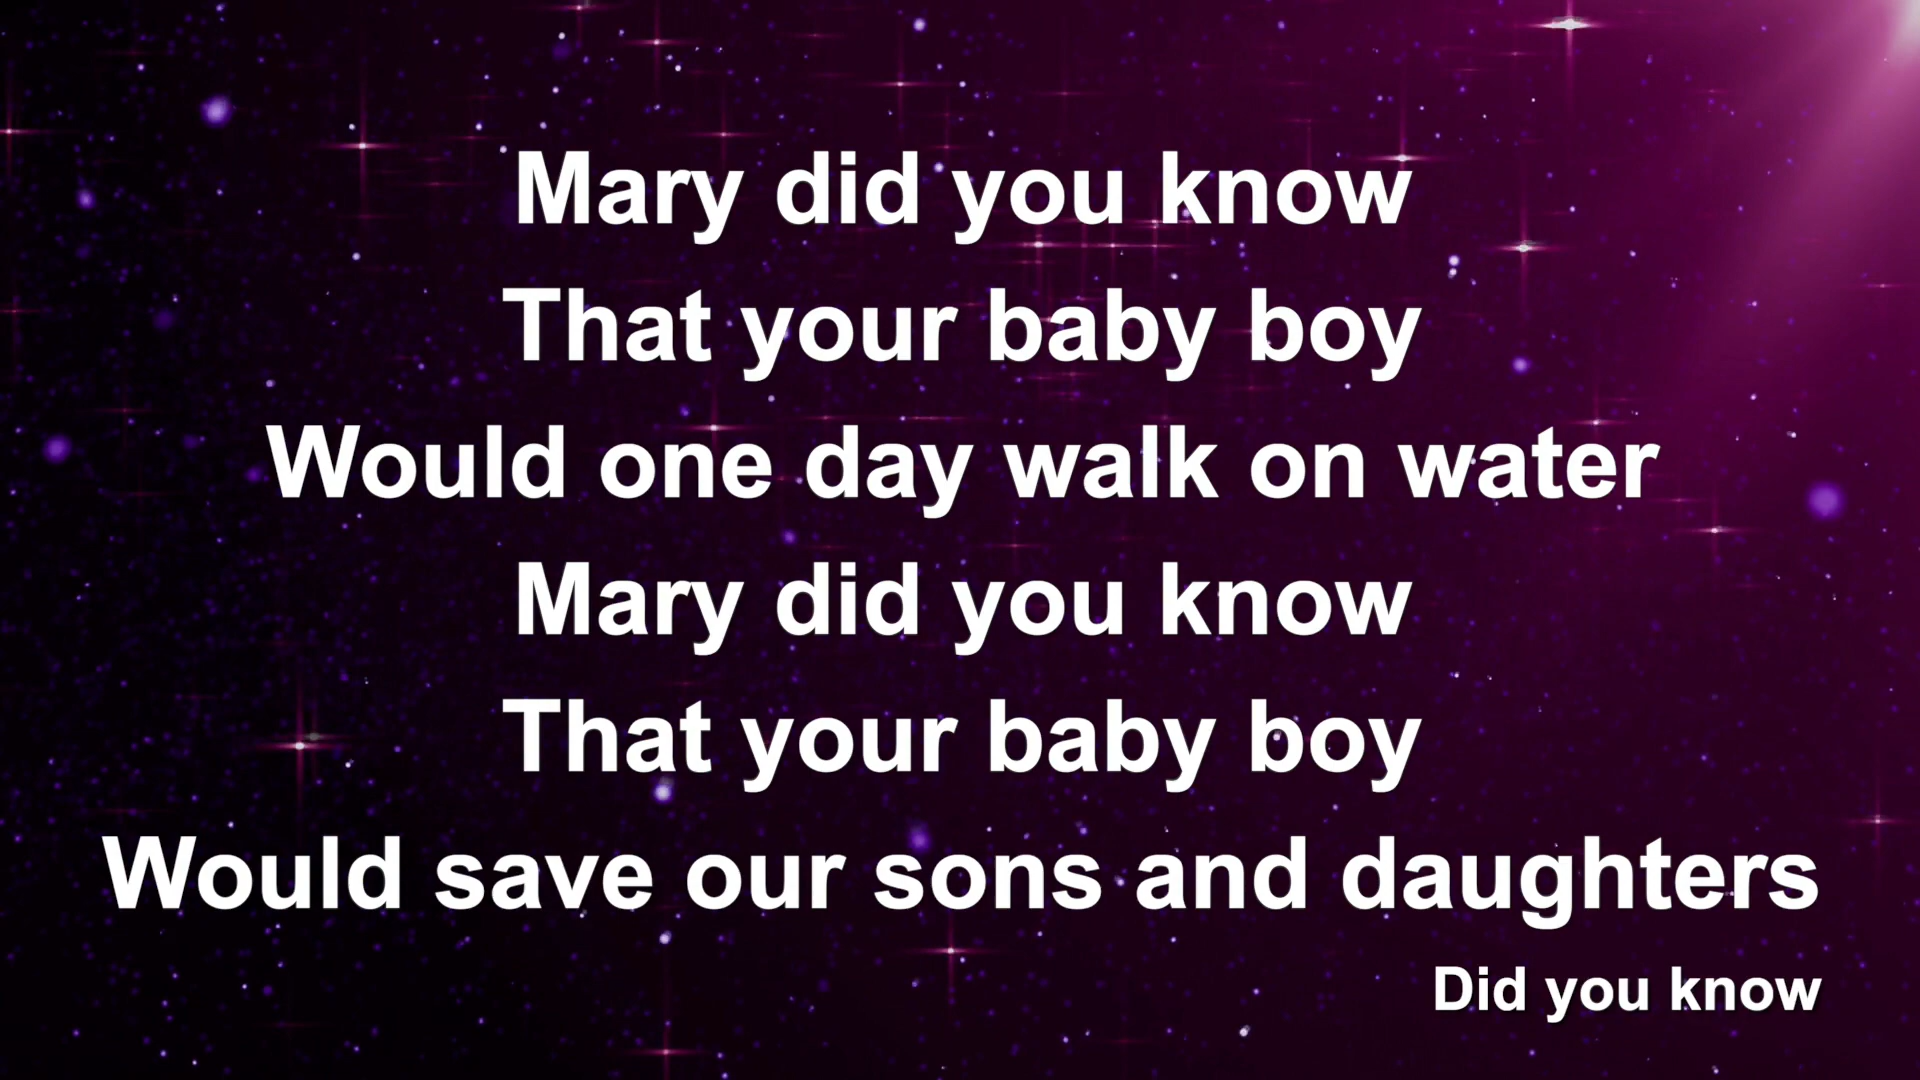 Mary did you know
That your baby boy
Would one day walk on water
Mary did you know
That your baby boy
Would save our sons and daughters
Did you know